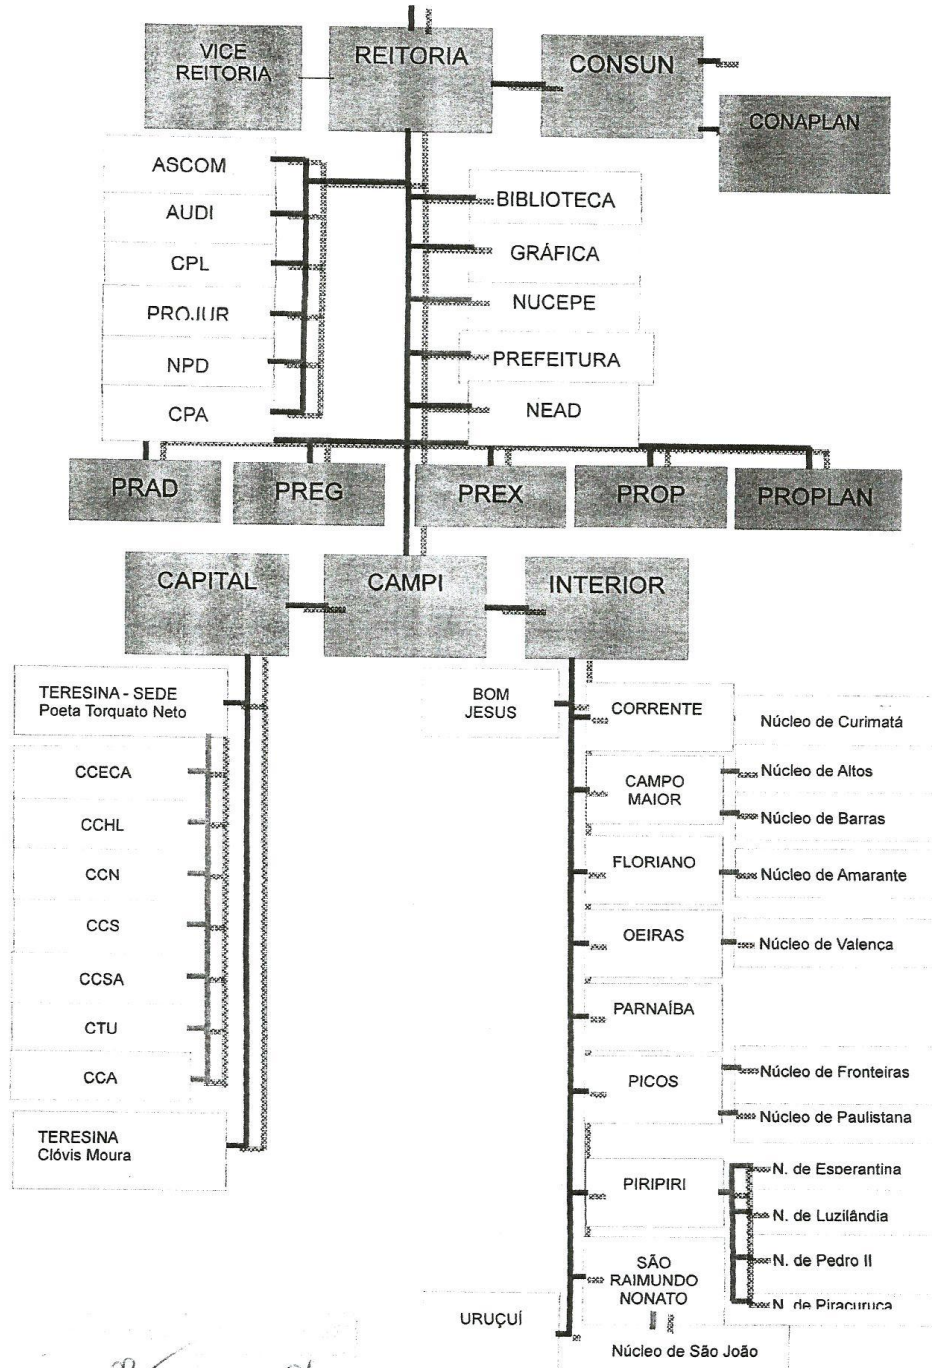 VICE
REITORIA
REITORIA
CONSUN
CONAPLAN
ASCOM
AUDI
CPL
PROJUR
NPD
CPA
BIBLIOTECA
GRÁFICA
NUCEPE
PREFEITURA
NEAD
PRAD
PREG
PREX
PROP
PROPLAN
CAPITAL
CAMPI
INTERIOR
TERESINA - SEDE
Poeta Torquato Neto
CCECA
CCHL
CCN
CCS
CCSA
CTU
CCA
TERESINA
Clóvis Moura
BOM
JESUS
CORRENTE
Núcleo de Curimatá
CAMPO
MAIOR
Núcleo de Altos
Núcleo de Barras
FLORIANO
Núcleo de Amarante
OEIRAS
Núcleo de Valença
PARNAÍBA
PICOS
Núcleo de Fronteiras
Núcleo de Paulistana
PIRIPIRI
N. de Esperantina
N. de Luzilândia
N. de Pedro II
N. de Piracuruca
SÃO
RAIMUNDO
NONATO
URUÇUÍ
Núcleo de São João